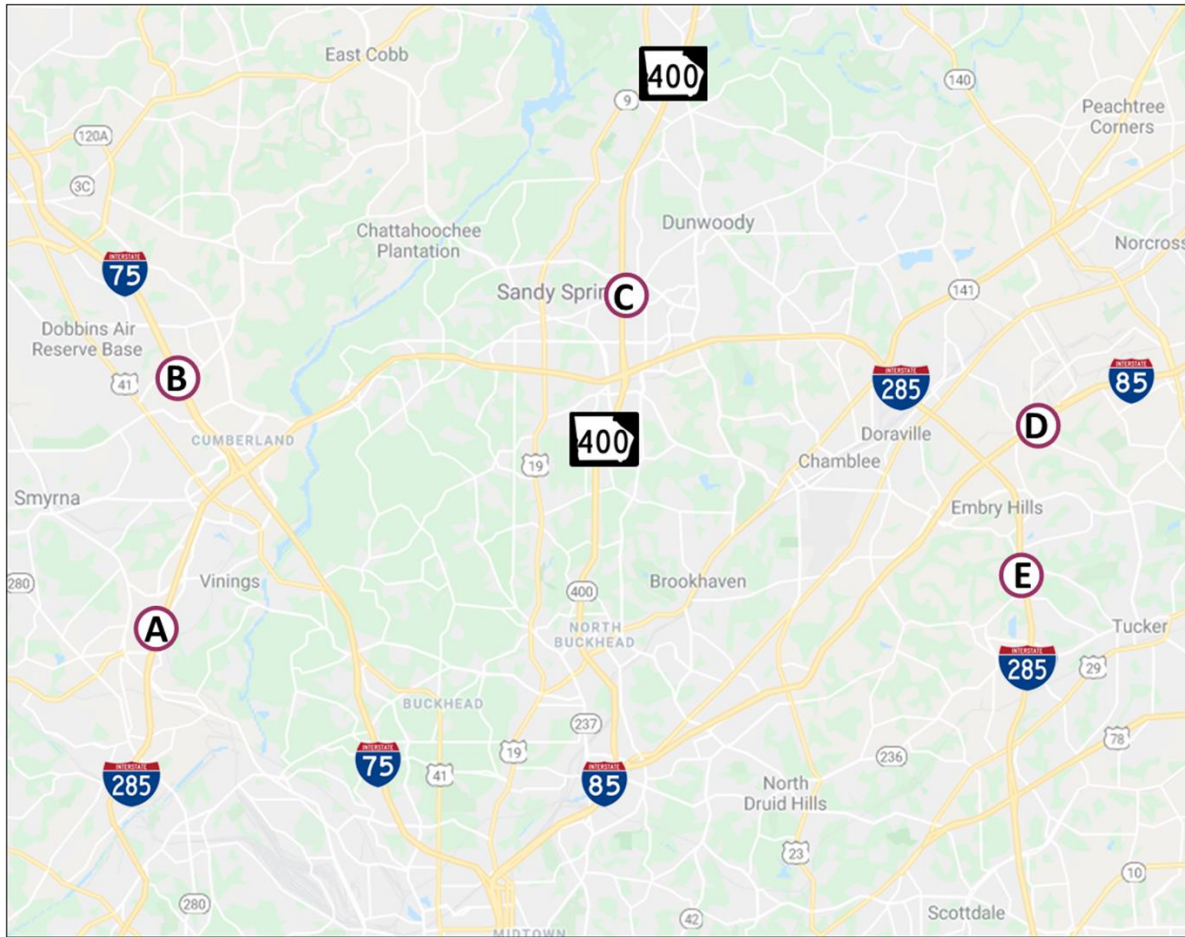 East Cobb
400
9
140
Peachtree
Corners
120A
3C
Chattahoochee
Plantation
Dunwoody
Norcross
INTERSTATE
75
Sandy Sprin
C
141
Dobbins Air
Reserve Base
B
41
INTERSTATE
285
INTERSTATE
85
D
CUMBERLAND
400
19
Doraville
Chamblee
Smyrna
Embry Hills
280
Vinings
400
Brookhaven
E
A
NORTH
BUCKHEAD
Tucker
INTERSTATE
285
29
BUCKHEAD
237
19
78
INTERSTATE
285
INTERSTATE
75
41
INTERSTATE
85
236
North
Druid Hills
23
10
280
42
Scottdale
MIDTOWN